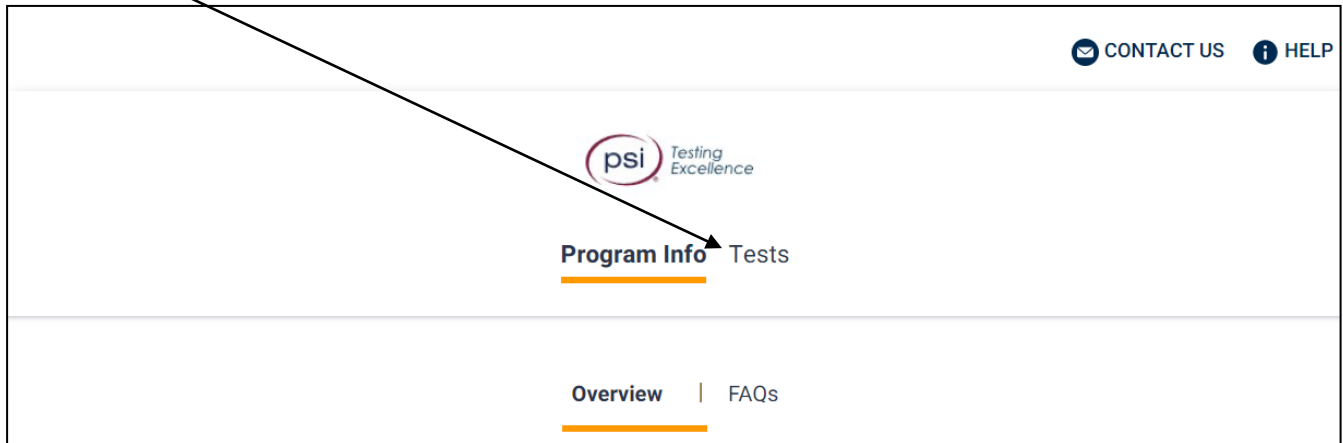 CONTACT US HELP
psi Testing
Excellence
Program Info Tests
Overview | FAQs